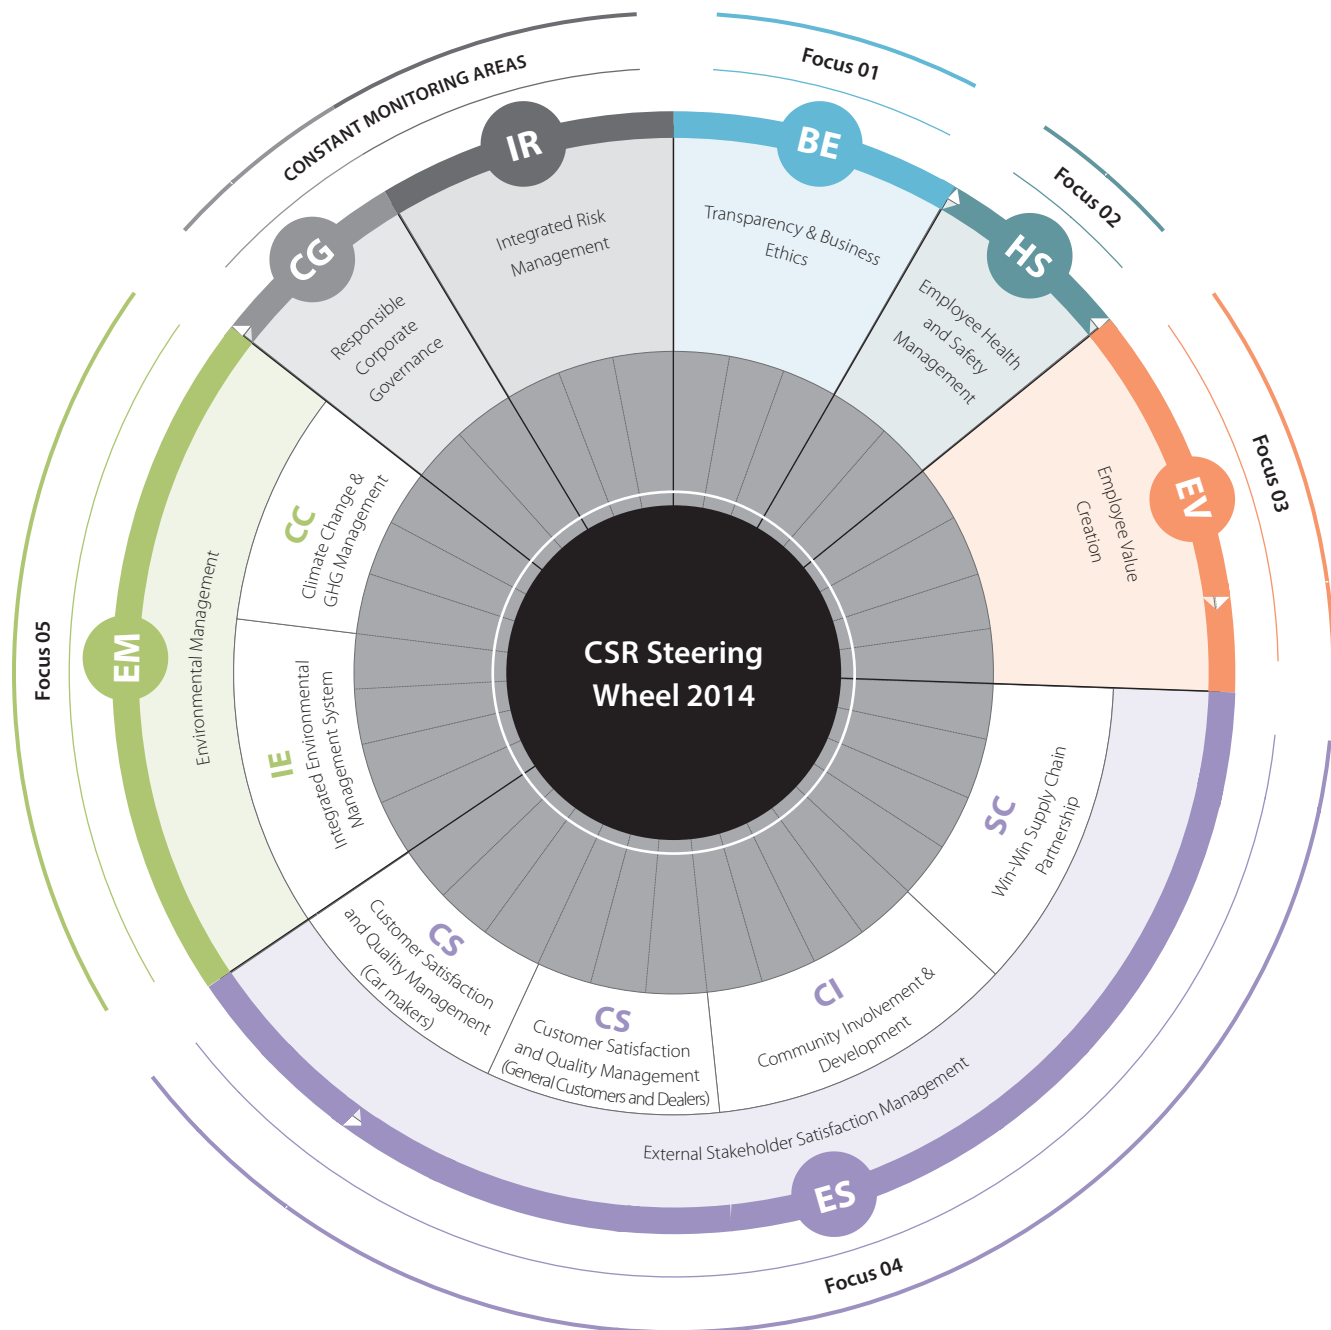 CONSTANT MONITORING AREAS
Focus 01
Focus 02
Focus 03
Focus 04
Focus 05
IR
Integrated Risk
Management
BE
Transparency & Business
Ethics
HS
Employee Health
and Safety
Management
EV
Employee Value
Creation
SC
Win-Win Supply Chain
Partnership
CI
Community Involvement &
Development
ES
External Stakeholder Satisfaction Management
CS
Customer Satisfaction
and Quality Management
(General Customers and Dealers)
CS
Customer Satisfaction
and Quality Management
(Car makers)
EM
Environmental Management
IE
Integrated Environmental
Management System
CC
Climate Change &
GHG Management
CG
Responsible
Corporate
Governance
CSR Steering
Wheel 2014